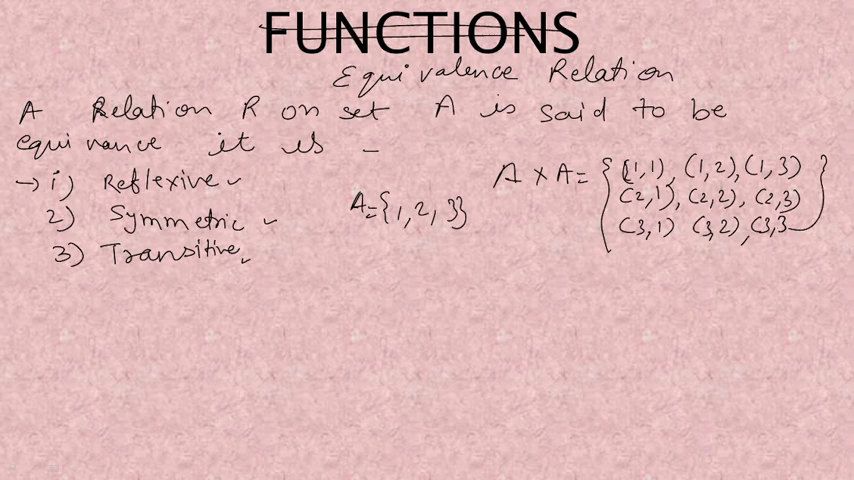 FUNCTIONS
Equivalence Relation
A Relation R on set A is said to be
equivance it is -
→ i) Reflexive ✓
2) Symmetric ✓
3) Transitive ✓
A={1, 2, 3}
A × A = { (1,1), (1,2), (1,3)
(2,1), (2,2), (2,3)
(3,1) (3,2), (3,3 }